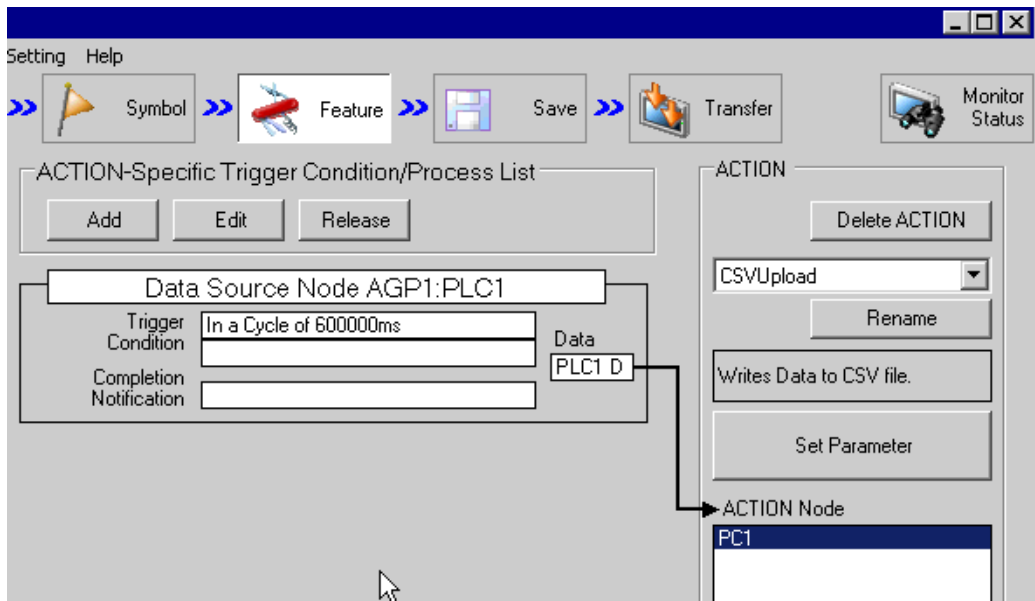 Setting Help
Symbol Feature Save Transfer Monitor Status
ACTION-Specific Trigger Condition/Process List
Add Edit Release
Data Source Node AGP1:PLC1
Trigger Condition
In a Cycle of 600000ms
Completion Notification
Data
PLC1 D
ACTION
Delete ACTION
CSVUpload
Rename
Writes Data to CSV file.
Set Parameter
ACTION Node
PC1